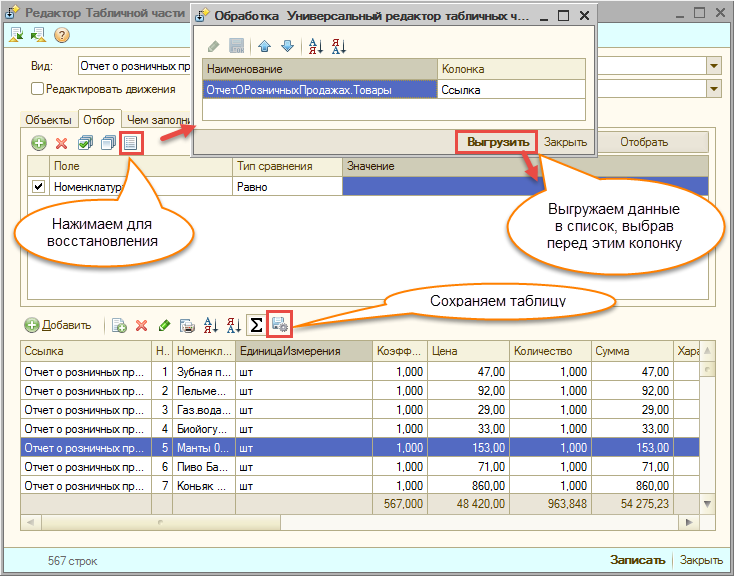 Редактор Табличной части
Обработка Универсальный редактор табличных ч...
Вид:
Отчет о розничных пр
Редактировать движения
Наименование
Колонка
ОтчетОРозничныхПродажах.Товары
Ссылка
Выгрузить
Закрыть
Объекты
Отбор
Чем заполни
Отобрать
Поле
Тип сравнения
Значение
Номенклатура
Равно
Нажимаем для
восстановления
Выгружаем данные
в список, выбрав
перед этим колонку
Сохраняем таблицу
Добавить
Ссылка Н.. Номенкл... ЕдиницаИзмерения Коэфф... Цена Количество Сумма Хара
Отчет о розничных пр... 1 Зубная п... шт 1,000 47,00 1,000 47,00
Отчет о розничных пр... 2 Пельме... шт 1,000 92,00 1,000 92,00
Отчет о розничных пр... 3 Газ.вода... шт 1,000 29,00 1,000 29,00
Отчет о розничных пр... 4 Биойогу... шт 1,000 33,00 1,000 33,00
Отчет о розничных пр... 5 Манты 0... шт 1,000 153,00 1,000 153,00
Отчет о розничных пр... 6 Пиво Ба... шт 1,000 71,00 1,000 71,00
Отчет о розничных пр... 7 Коньяк ... шт 1,000 860,00 1,000 860,00
567,000 48 420,00 963,848 54 275,23
567 строк
Записать
Закрыть